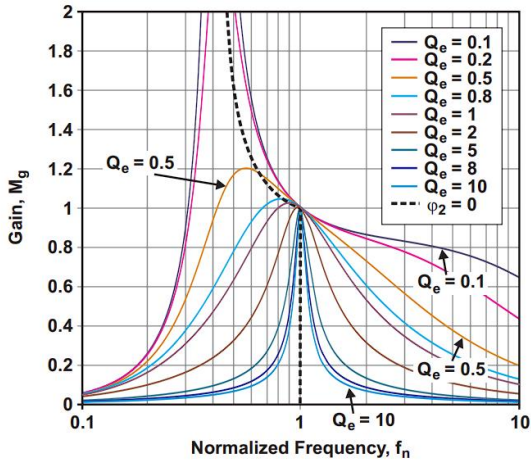 2
1.8
1.6
1.4
1.2
1
0.8
0.6
0.4
0.2
0
Gain, Mg
Qe = 0.1
Qe = 0.2
Qe = 0.5
Qe = 0.8
Qe = 1
Qe = 2
Qe = 5
Qe = 8
Qe = 10
φ2 = 0
Qe = 0.5
Qe = 0.1
Qe = 0.5
Qe = 10
0.1 1 10
Normalized Frequency, fn